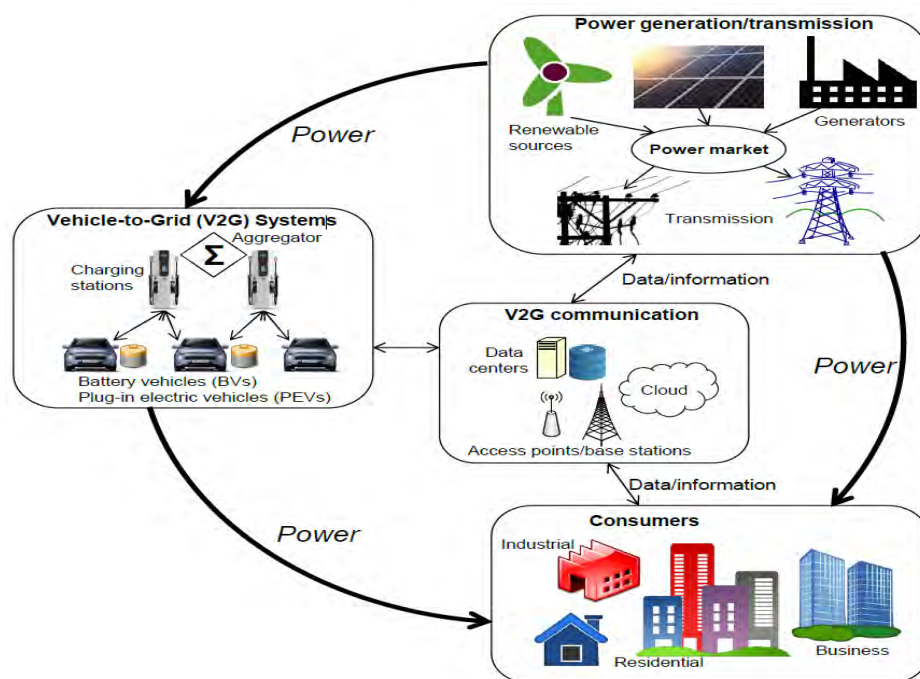 Power generation/transmission
Renewable
sources
Generators
Power market
Transmission
Power
Vehicle-to-Grid (V2G) Systems
Aggregator
Σ
Charging
stations
Battery vehicles (BVs)
Plug-in electric vehicles (PEVs)
Data/information
V2G communication
Data
centers
Cloud
Access points/base stations
Power
Data/information
Power
Consumers
Industrial
Residential
Business